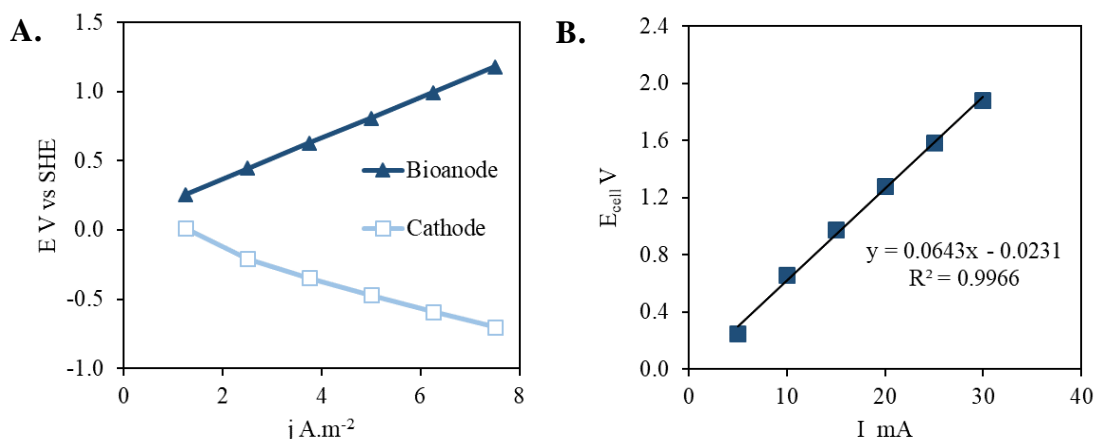 A.
1.5
1.0
0.5
0.0
-0.5
-1.0
E V vs SHE
Bioanode
Cathode
0 2 4 6 8
j A.m⁻²
B.
2.4
2.0
1.6
1.2
0.8
0.4
0.0
E_cell V
y = 0.0643x - 0.0231
R² = 0.9966
0 10 20 30 40
I mA